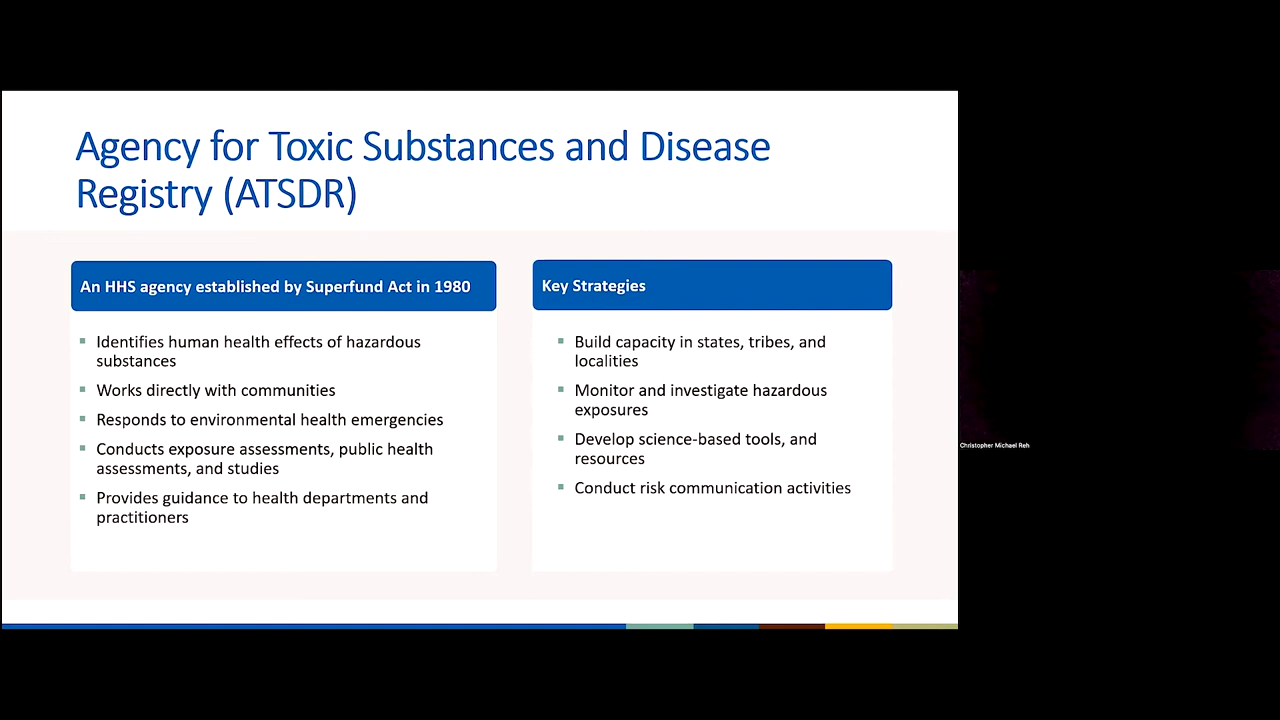 Agency for Toxic Substances and Disease
Registry (ATSDR)
An HHS agency established by Superfund Act in 1980
Identifies human health effects of hazardous
substances
Works directly with communities
Responds to environmental health emergencies
Conducts exposure assessments, public health
assessments, and studies
Provides guidance to health departments and
practitioners
Key Strategies
Build capacity in states, tribes, and
localities
Monitor and investigate hazardous
exposures
Develop science-based tools, and
resources
Conduct risk communication activities
Christopher Michael Reh